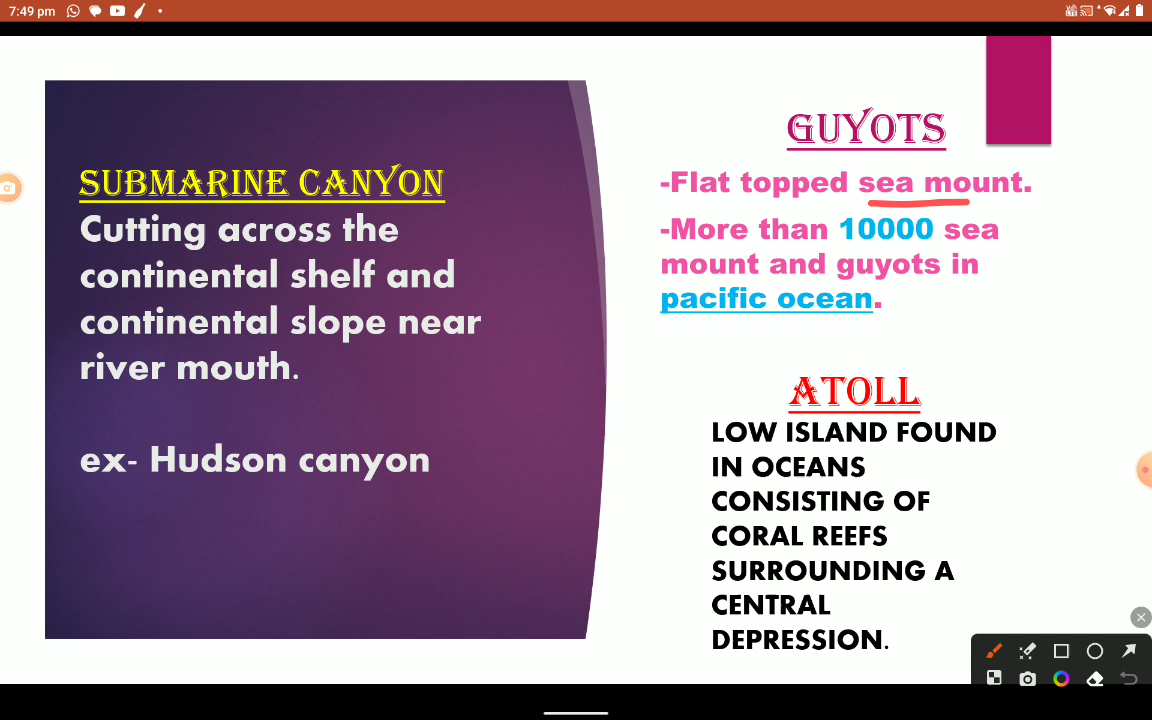 7:49 pm
SUBMARINE CANYON
Cutting across the
continental shelf and
continental slope near
river mouth.
ex- Hudson canyon
GUYOTS
-Flat topped sea mount.
-More than 10000 sea
mount and guyots in
pacific ocean.
ATOLL
LOW ISLAND FOUND
IN OCEANS
CONSISTING OF
CORAL REEFS
SURROUNDING A
CENTRAL
DEPRESSION.